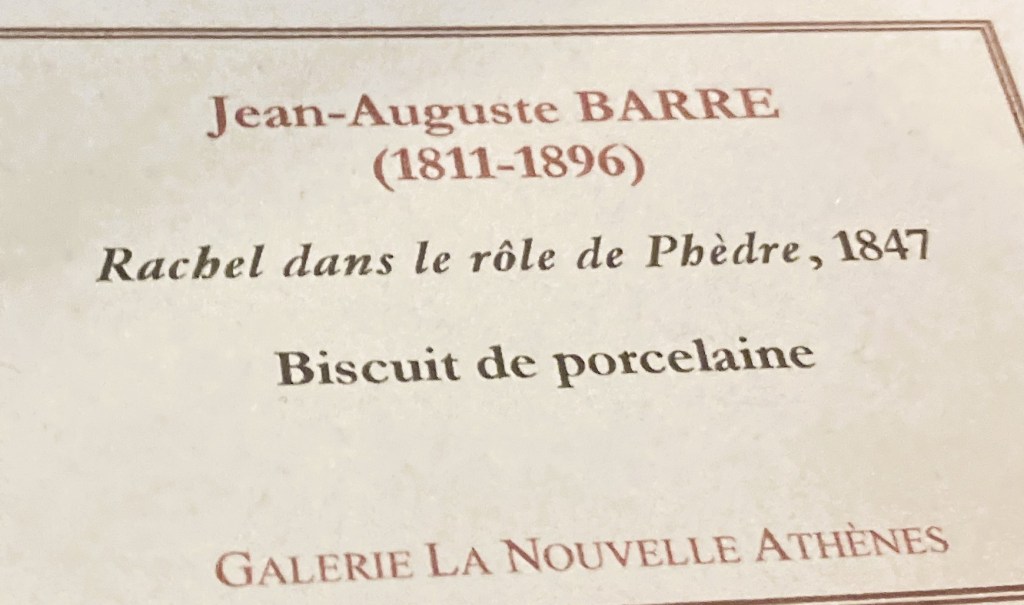 Jean-Auguste BARRE
(1811-1896)
Rachel dans le rôle de Phèdre, 1847
Biscuit de porcelaine
GALERIE LA NOUVELLE ATHÈNES